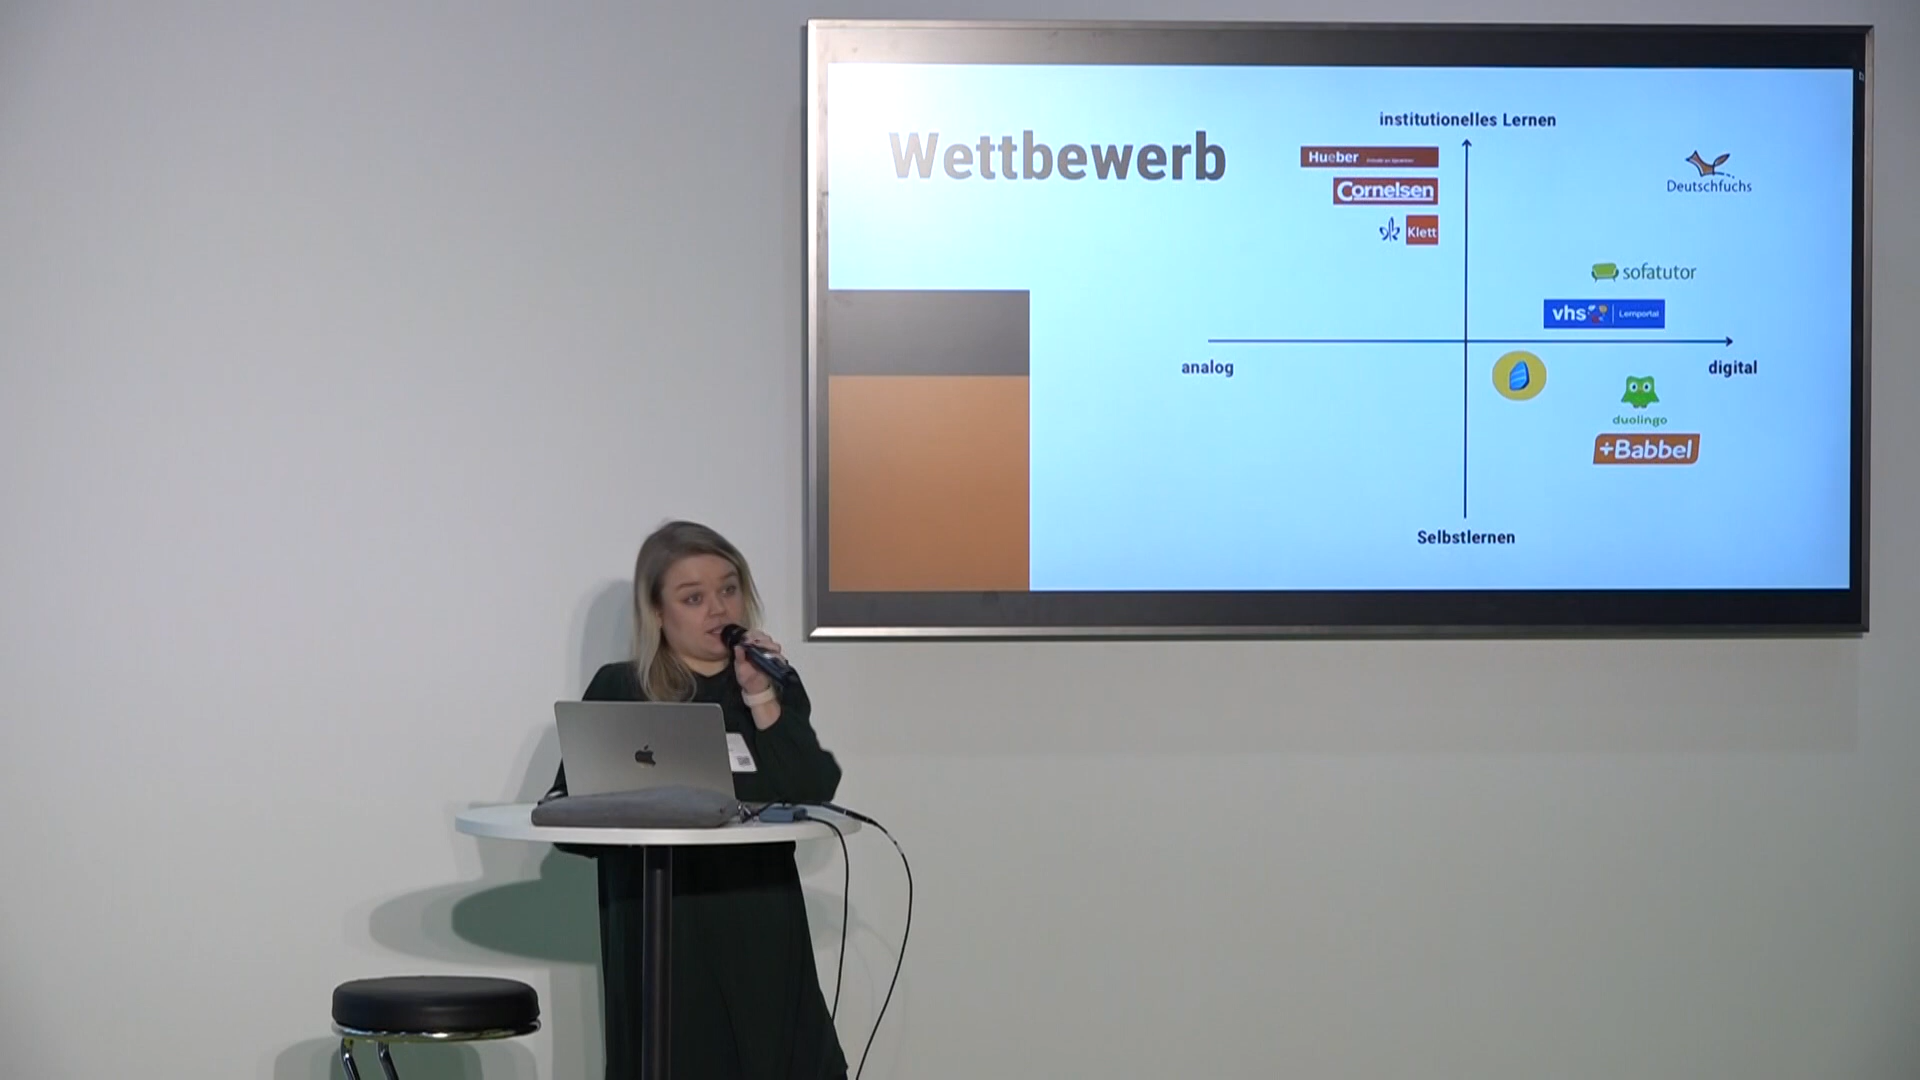 Wettbewerb
institutionelles Lernen
Hueber
Cornelsen
Klett
Deutschfuchs
sofatutor
vhs Lernportal
analog
digital
duolingo
+Babbel
Selbstlernen